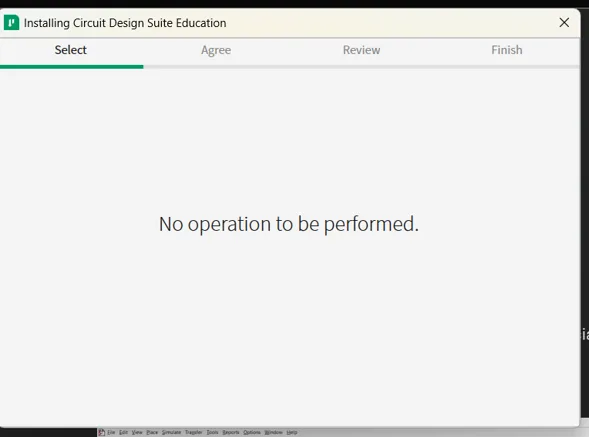 Installing Circuit Design Suite Education
Select Agree Review Finish
No operation to be performed.
File Edit View Place Simulate Transfer Tools Reports Options Window Help